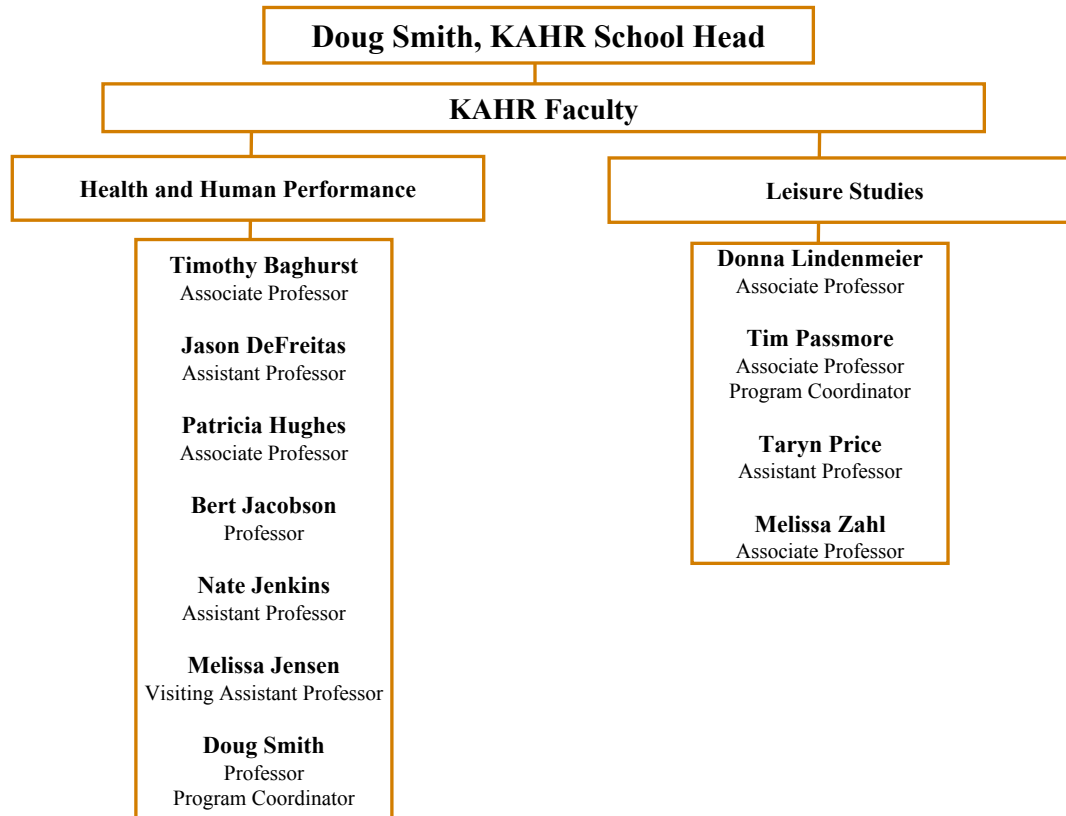 Doug Smith, KAHR School Head
KAHR Faculty
Health and Human Performance
Timothy Baghurst
Associate Professor
Jason DeFreitas
Assistant Professor
Patricia Hughes
Associate Professor
Bert Jacobson
Professor
Nate Jenkins
Assistant Professor
Melissa Jensen
Visiting Assistant Professor
Doug Smith
Professor
Program Coordinator
Leisure Studies
Donna Lindenmeier
Associate Professor
Tim Passmore
Associate Professor
Program Coordinator
Taryn Price
Assistant Professor
Melissa Zahl
Associate Professor